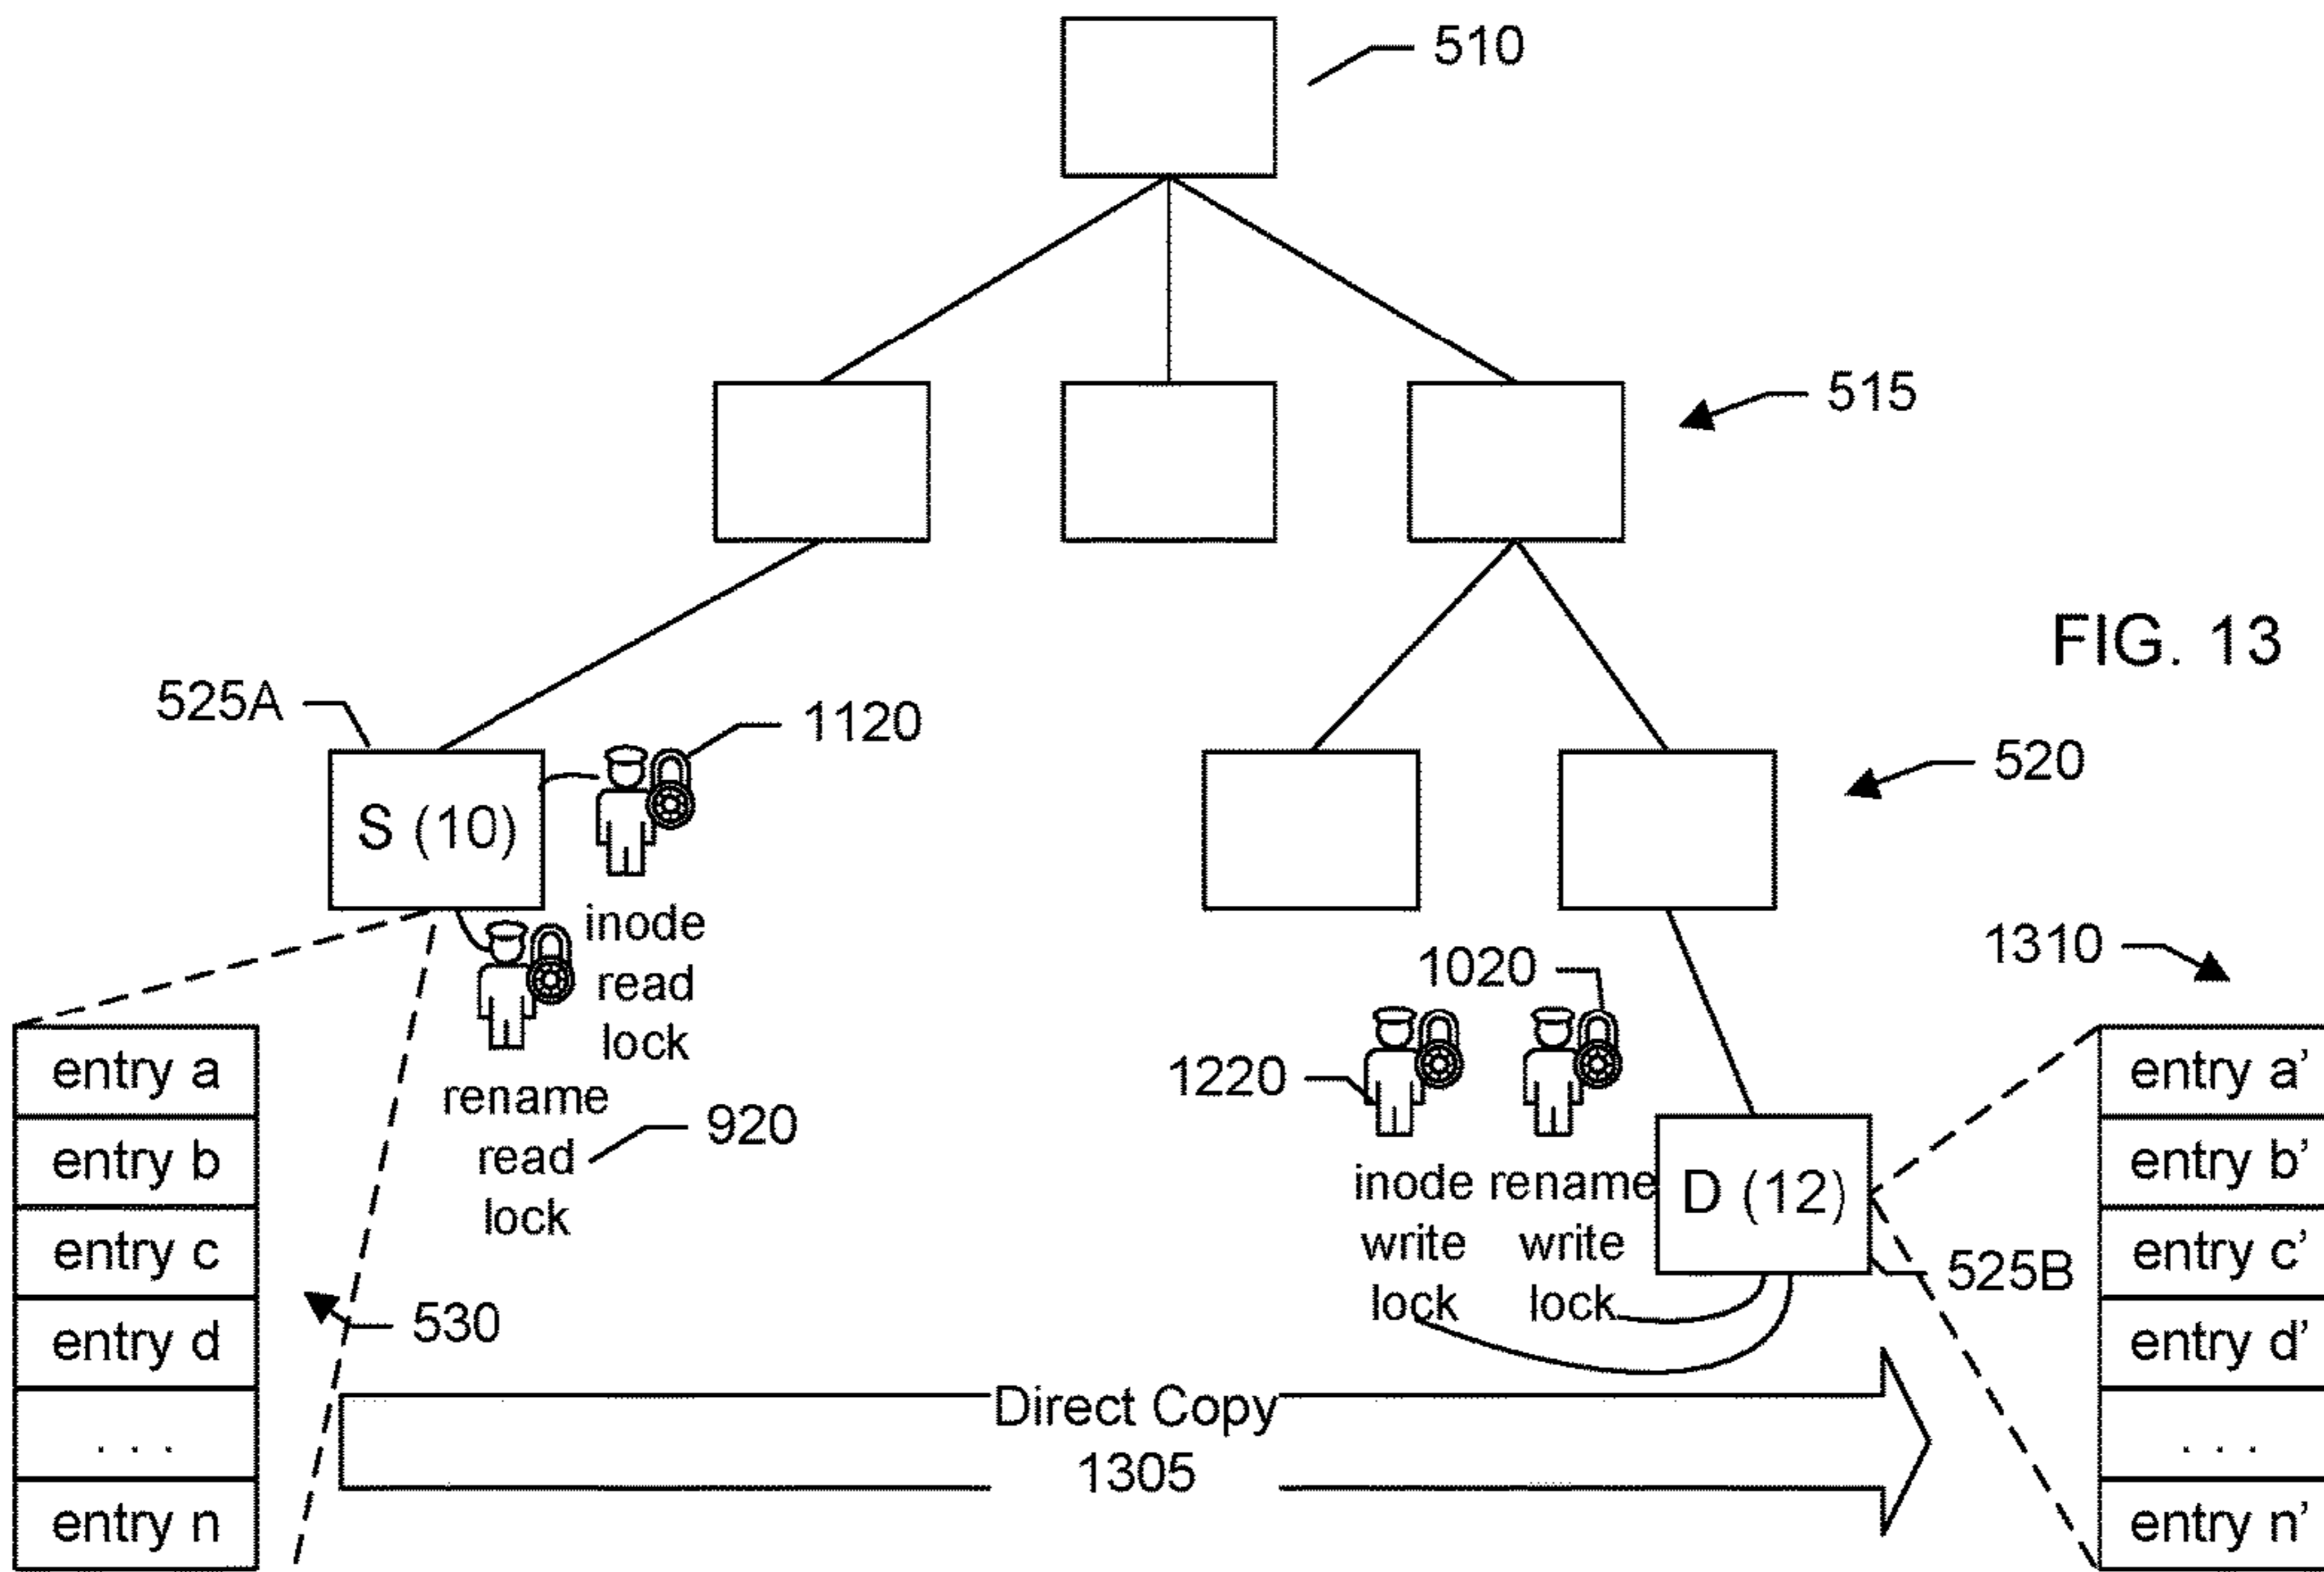 510
515
FIG. 13
525A
1120
520
S (10)
inode
read
lock
1310
1020
entry a
entry b
entry c
entry d
. . .
entry n
rename
read
lock
920
1220
inode rename
write write
lock lock
D (12)
525B
entry a’
entry b’
entry c’
entry d’
. . .
entry n’
530
Direct Copy
1305